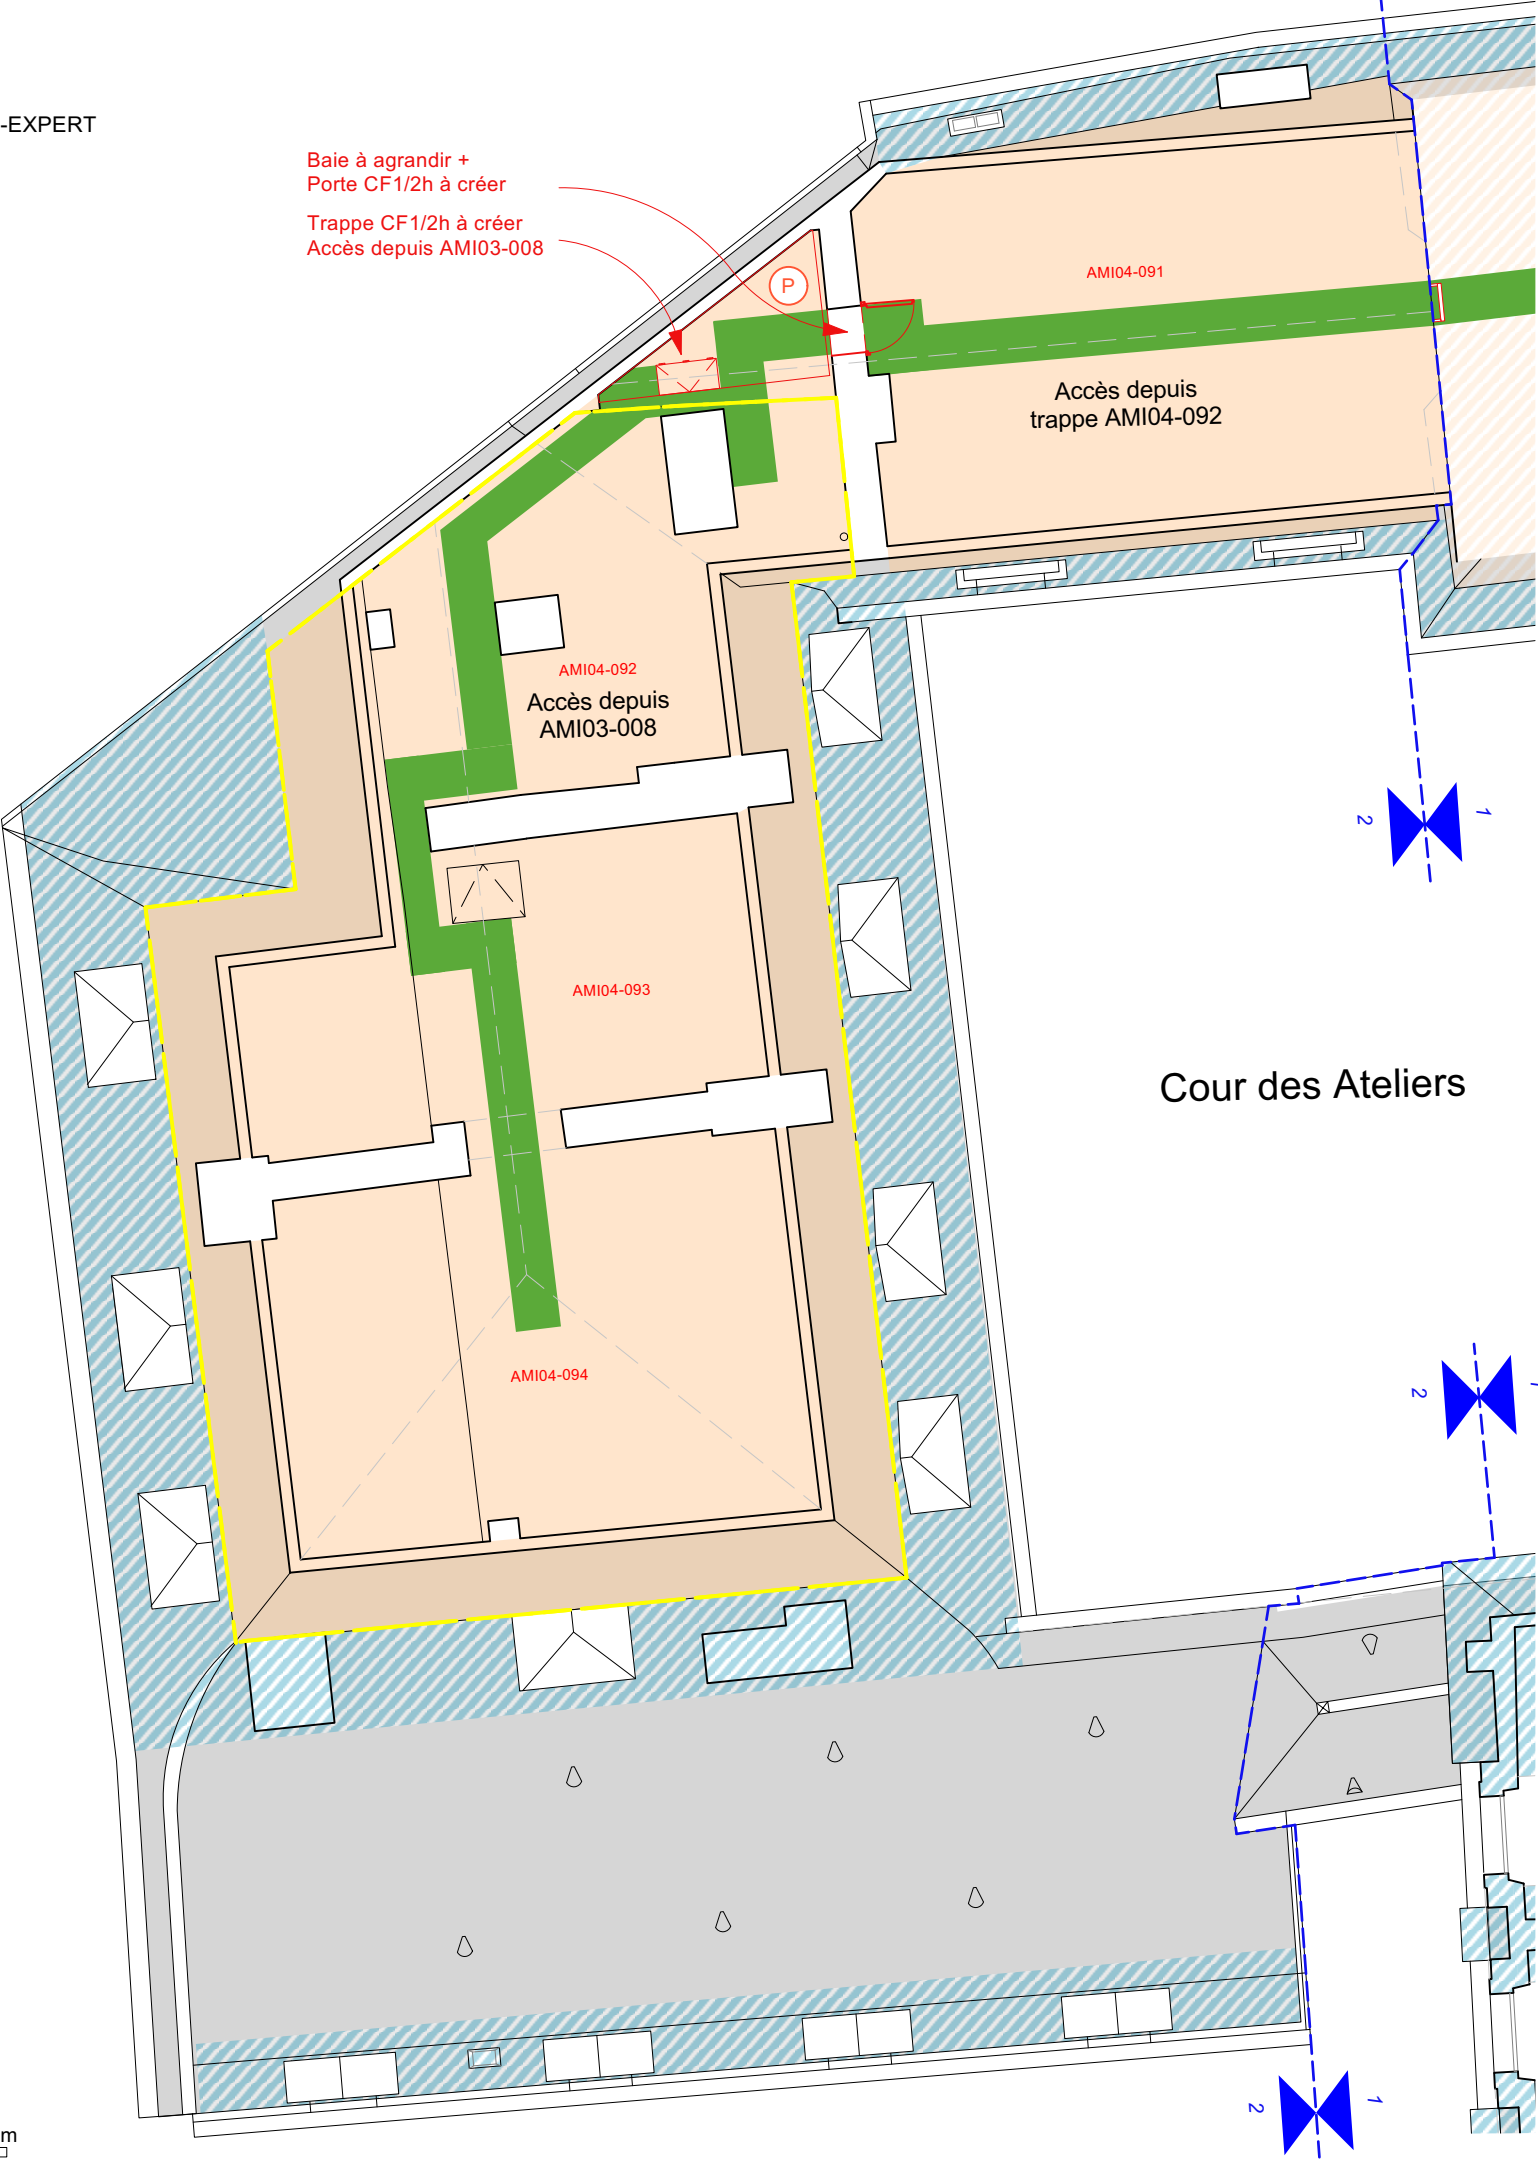 -EXPERT
Baie à agrandir +
Porte CF1/2h à créer
Trappe CF1/2h à créer
Accès depuis AMI03-008
P
AMI04-091
Accès depuis
trappe AMI04-092
AMI04-092
Accès depuis
AMI03-008
2
1
AMI04-093
Cour des Ateliers
AMI04-094
2
1
2
1
m